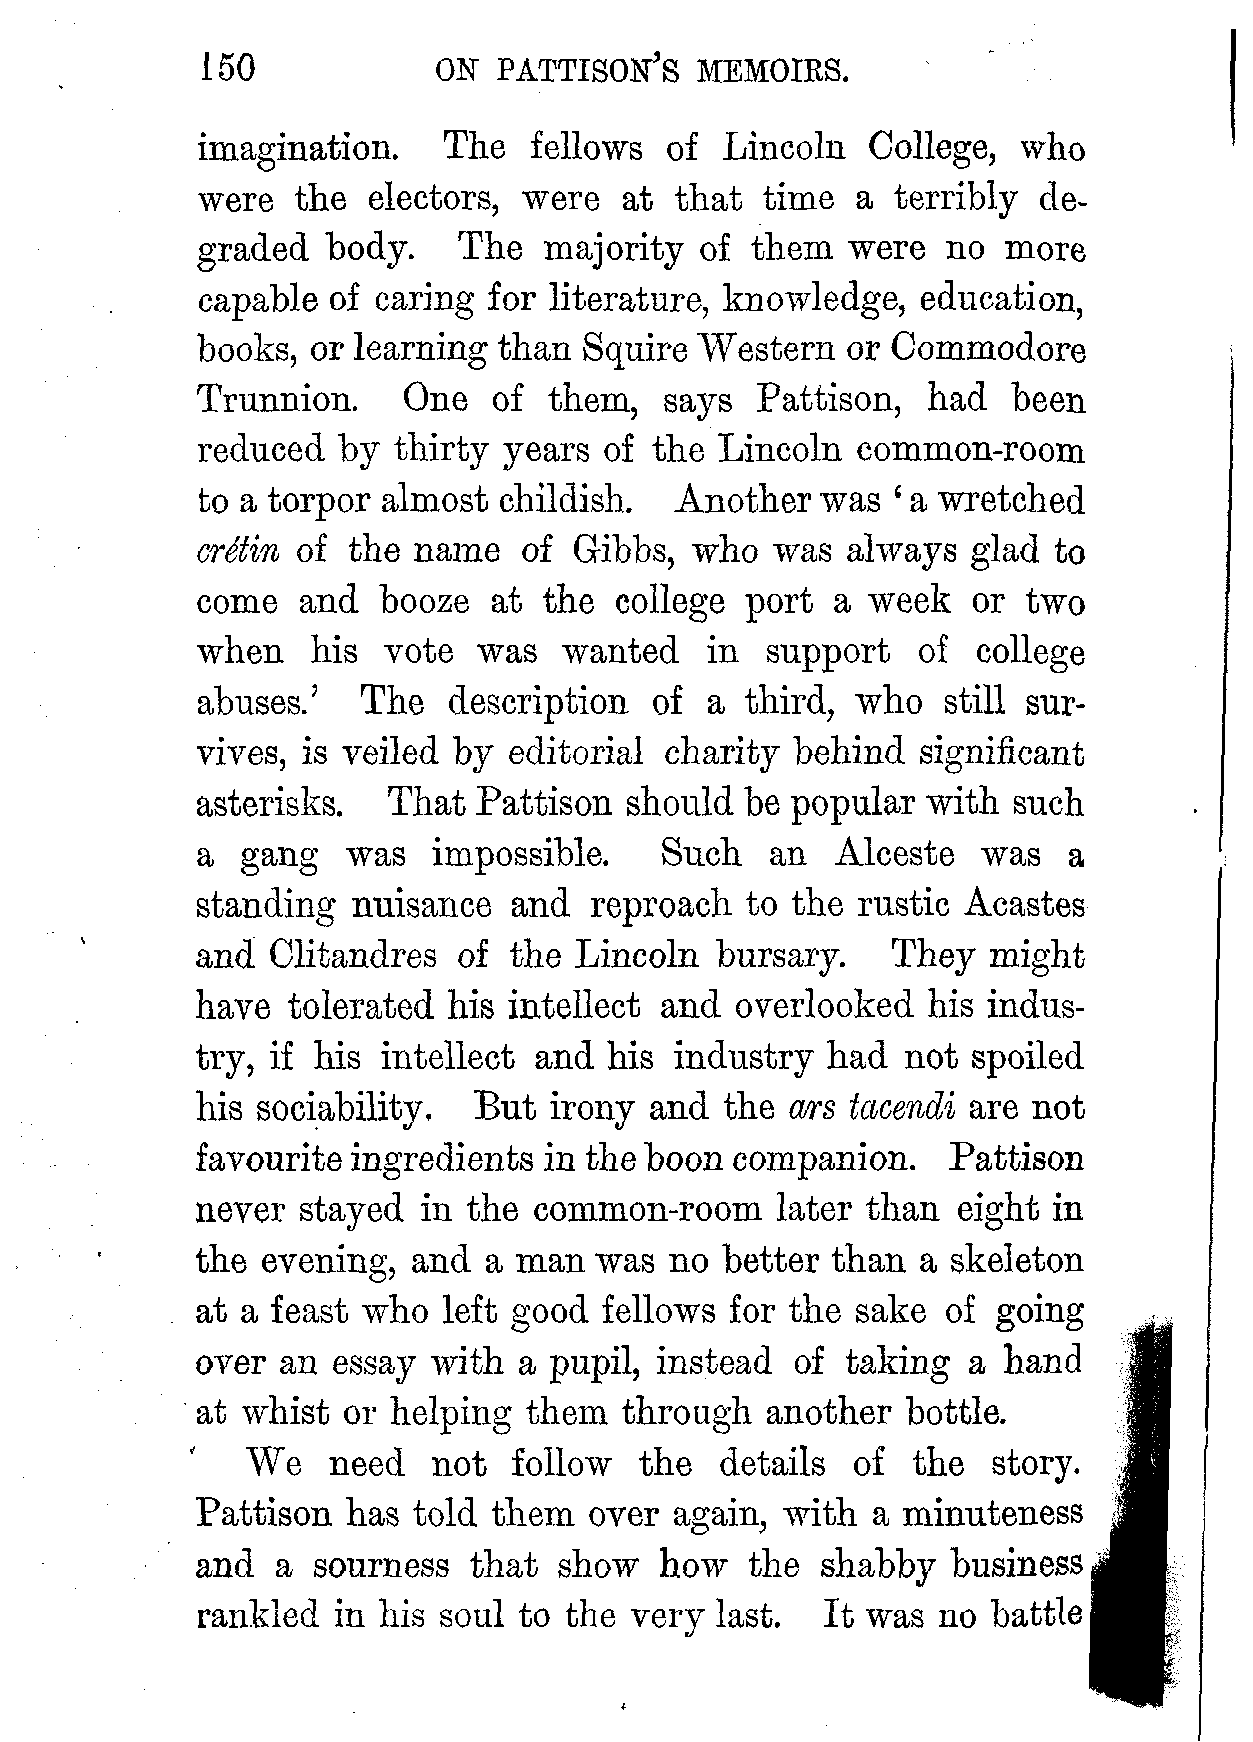 150 ON PATTISON'S MEMOIRS.
imagination. The fellows of Lincoln College, who
were the electors, were at that time a terribly de-
graded body. The majority of them were no more
capable of caring for literature, knowledge, education,
books, or learning than Squire Western or Commodore
Trunnion. One of them, says Pattison, had been
reduced by thirty years of the Lincoln common-room
to a torpor almost childish. Another was ‘a wretched
crétin of the name of Gibbs, who was always glad to
come and booze at the college port a week or two
when his vote was wanted in support of college
abuses.’ The description of a third, who still sur-
vives, is veiled by editorial charity behind significant
asterisks. That Pattison should be popular with such
a gang was impossible. Such an Alceste was a
standing nuisance and reproach to the rustic Acastes
and Clitandres of the Lincoln bursary. They might
have tolerated his intellect and overlooked his indus-
try, if his intellect and his industry had not spoiled
his sociability. But irony and the ars tacendi are not
favourite ingredients in the boon companion. Pattison
never stayed in the common-room later than eight in
the evening, and a man was no better than a skeleton
at a feast who left good fellows for the sake of going
over an essay with a pupil, instead of taking a hand
at whist or helping them through another bottle.
We need not follow the details of the story.
Pattison has told them over again, with a minuteness
and a sourness that show how the shabby business
rankled in his soul to the very last. It was no battle